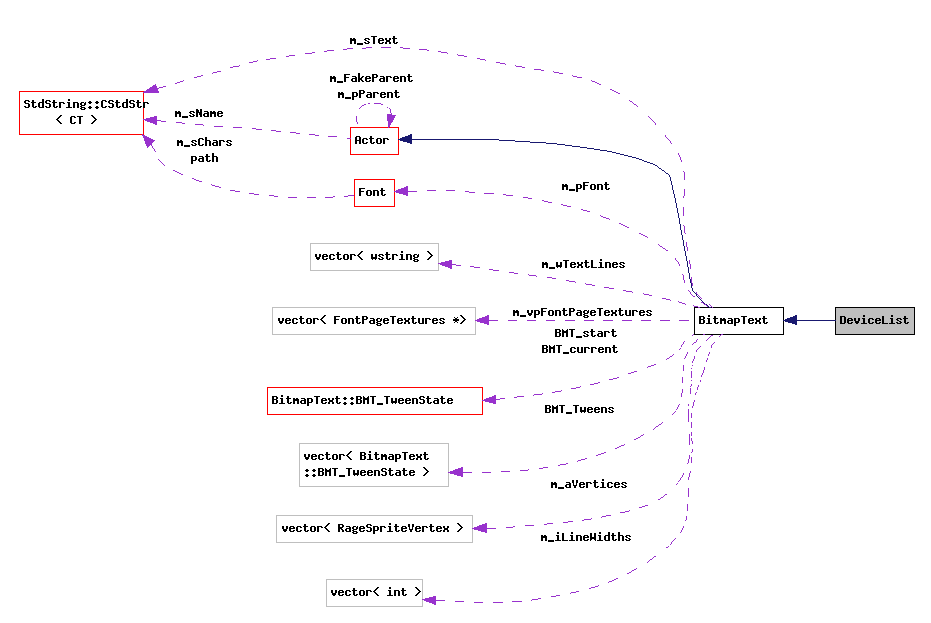 m_sText
m_FakeParent
m_pParent
StdString::CStdStr
< CT >
m_sName
Actor
m_sChars
path
Font
m_pFont
vector< wstring >
m_wTextLines
vector< FontPageTextures *>
m_vpFontPageTextures
BitmapText
DeviceList
BMT_start
BMT_current
BitmapText::BMT_TweenState
BMT_Tweens
vector< BitmapText
::BMT_TweenState >
m_aVertices
vector< RageSpriteVertex >
m_iLineWidths
vector< int >